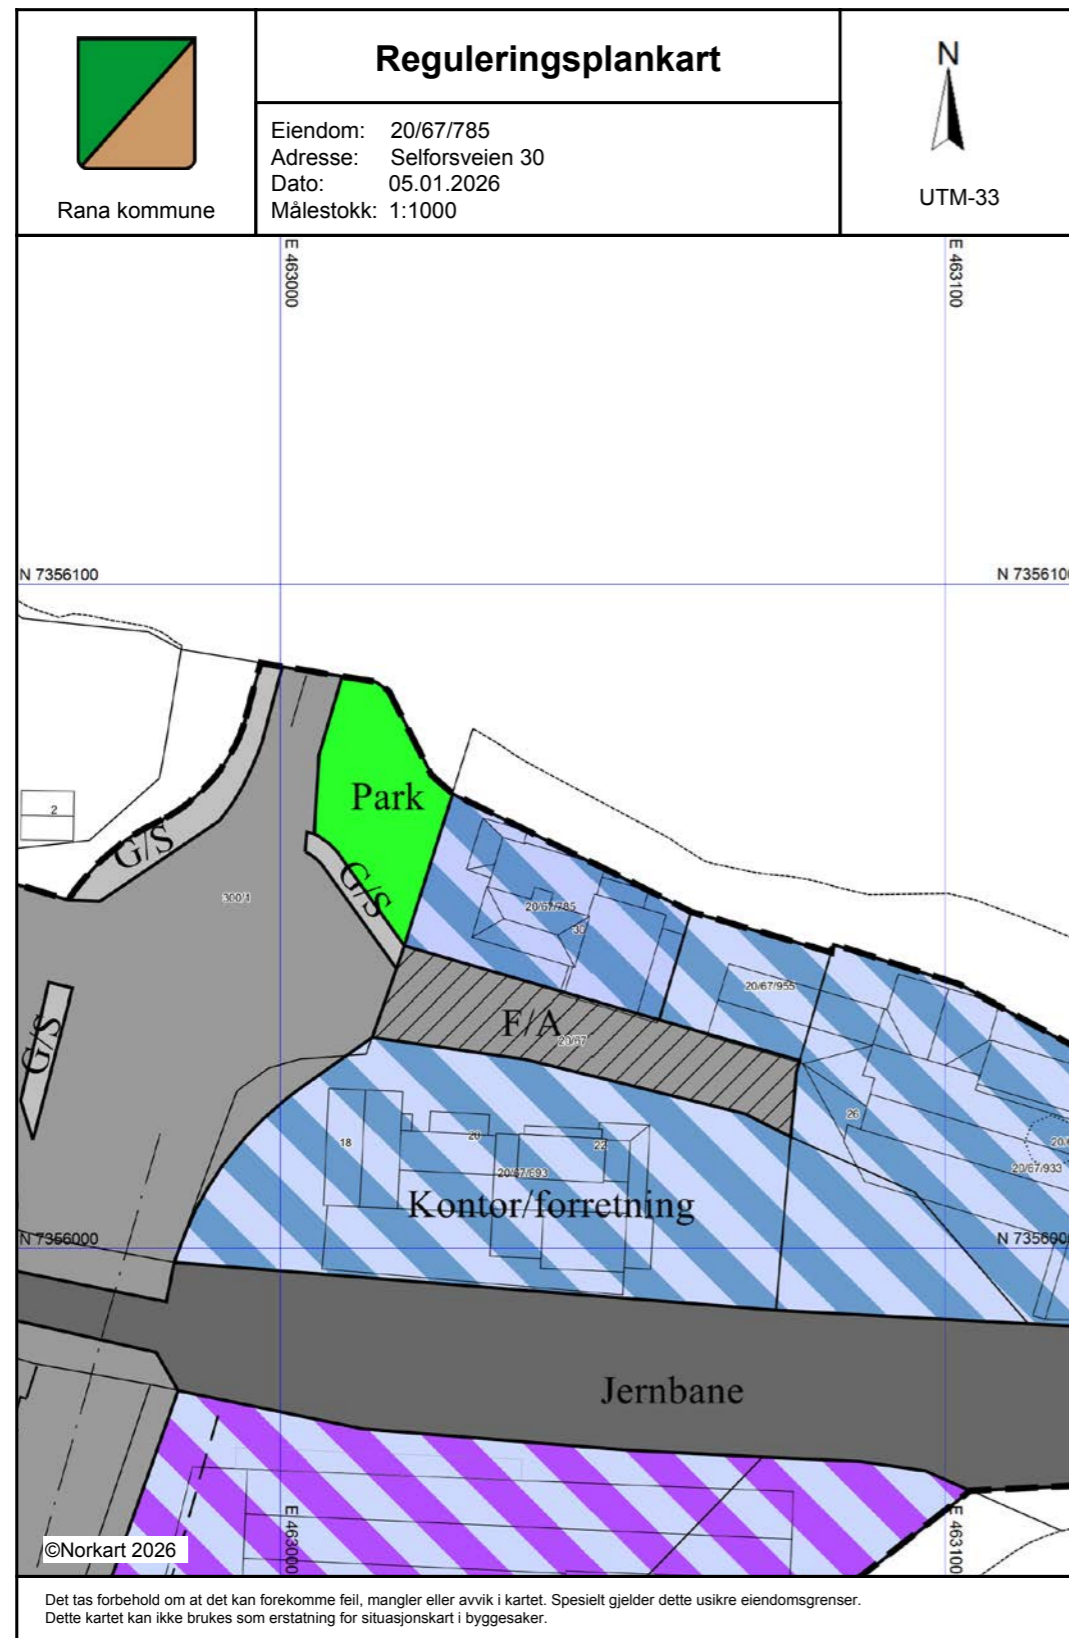 Reguleringsplankart
Rana kommune
Eiendom: 20/67/785
Adresse: Selforsveien 30
Dato: 05.01.2026
Målestokk: 1:1000
N
UTM-33
E 463000
E 463100
N 7356100
N 7356100
Park
2
G/S
G/S
300/1
20/67/785
30
20/67/955
G/S
F/A
20/67
26
18
20
22
20/67/693
20/67/933
Kontor/forretning
N 7356000
N 7356000
Jernbane
E 463000
E 463100
©Norkart 2026
Det tas forbehold om at det kan forekomme feil, mangler eller avvik i kartet. Spesielt gjelder dette usikre eiendomsgrenser.
Dette kartet kan ikke brukes som erstatning for situasjonskart i byggesaker.